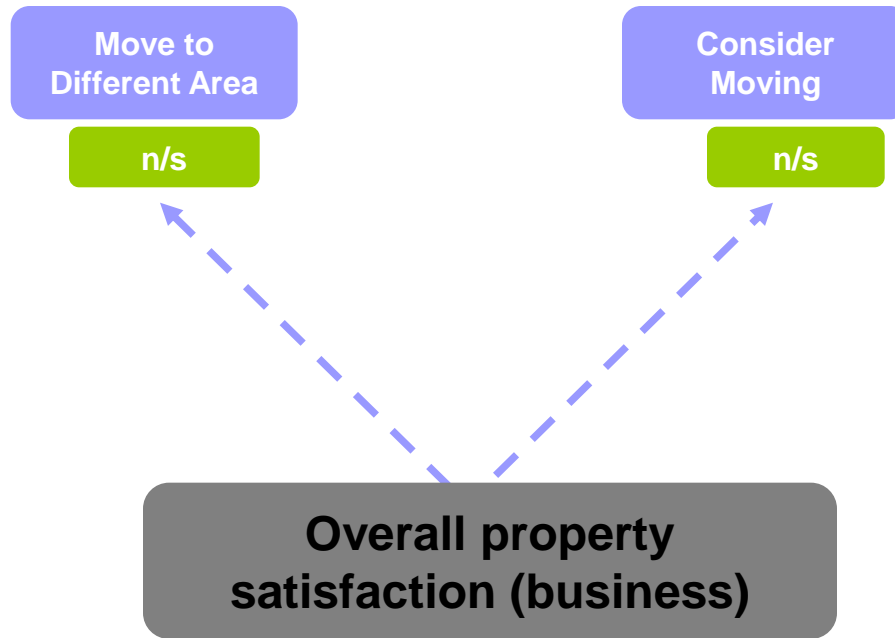 Move to
Different Area
n/s
Consider
Moving
n/s
Overall property
satisfaction (business)